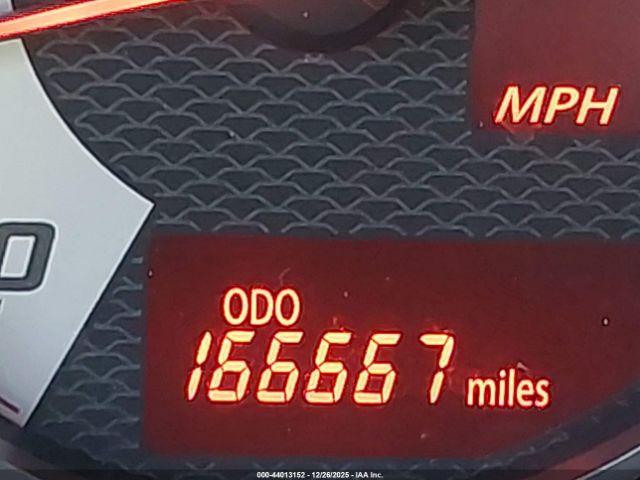 MPH
ODO
166667 miles
000-44013152 - 12/26/2025 - IAA Inc.